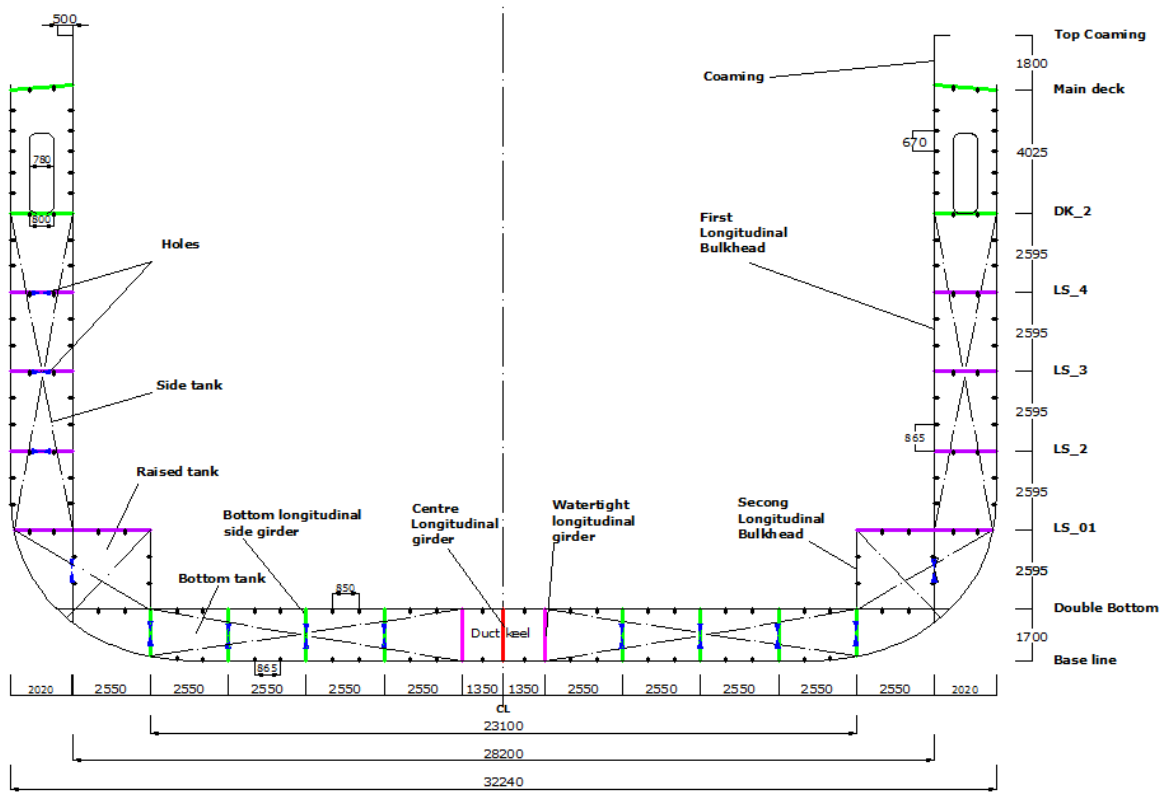 500
Top Coaming
1800
Coaming
Main deck
780
670
4025
800
First
Longitudinal
Bulkhead
DK_2
Holes
2595
LS_4
2595
LS_3
Side tank
2595
865
LS_2
Raised tank
2595
Bottom longitudinal
side girder
Centre
Longitudinal
girder
Watertight
longitudinal
girder
Secong
Longitudinal
Bulkhead
LS_01
2595
Bottom tank
850
Double Bottom
Duct keel
1700
865
Base line
2020 2550 2550 2550 2550 2550 1350 1350 2550 2550 2550 2550 2550 2020
CL
23100
28200
32240